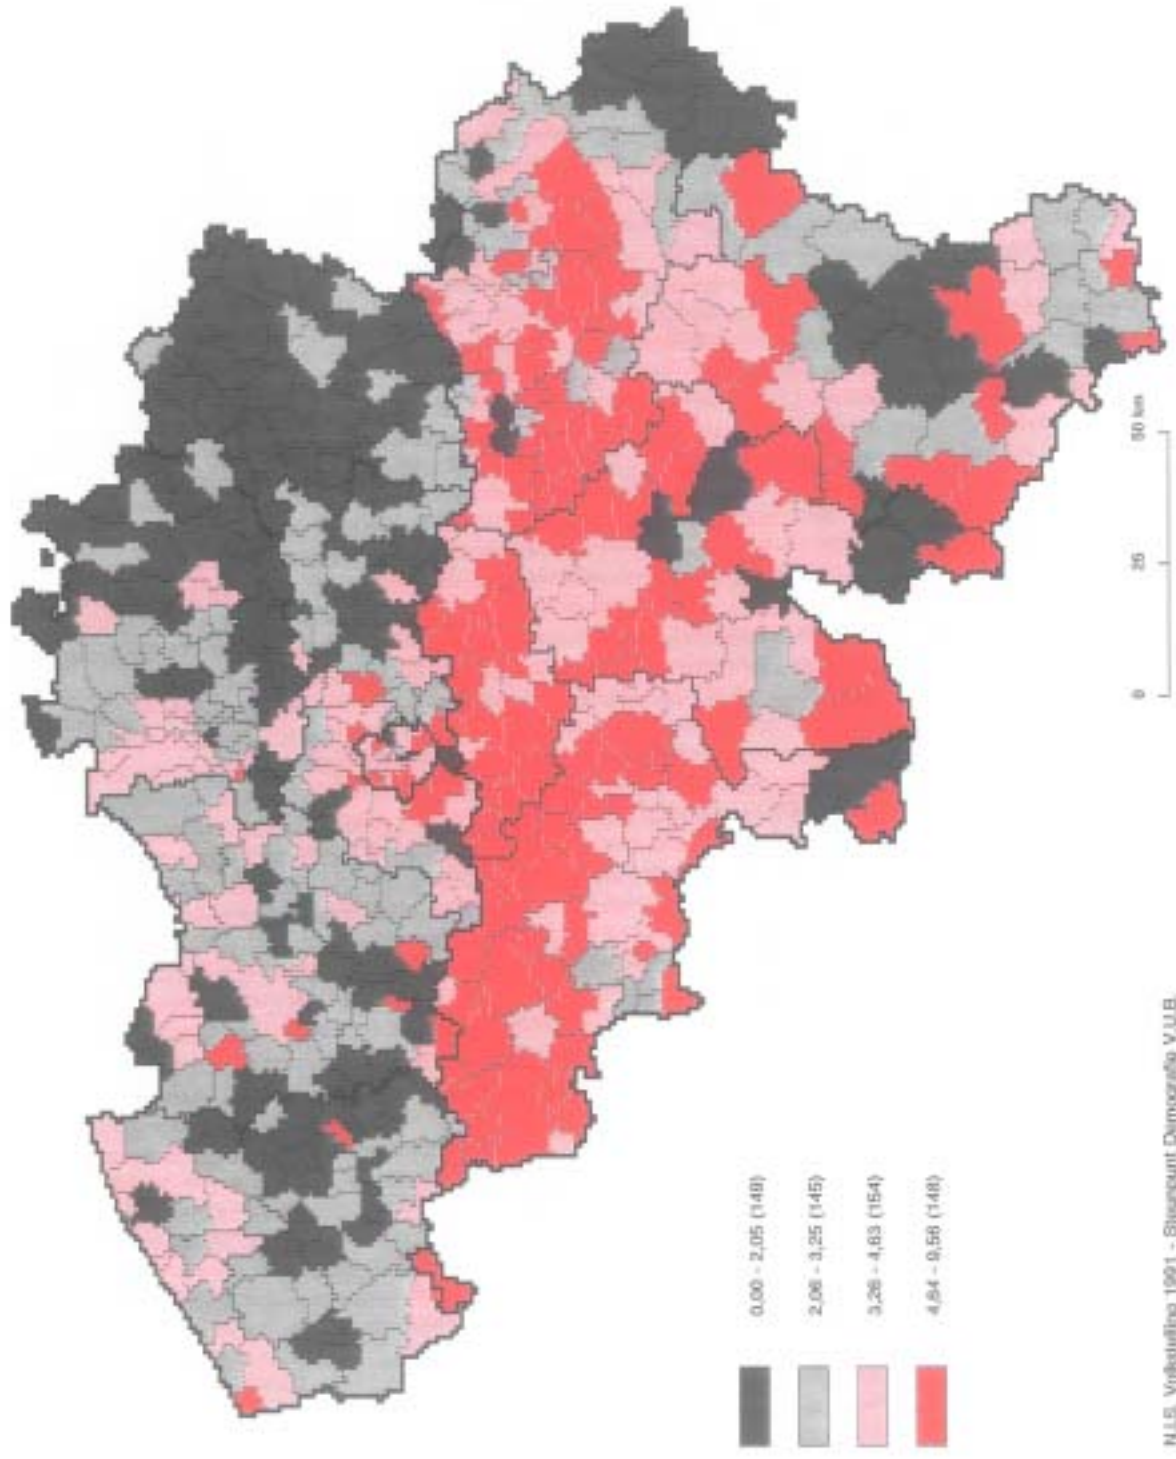 0,00 - 2,05 (149)
2,06 - 3,25 (145)
3,26 - 4,63 (154)
4,64 - 9,56 (148)
0 25 50 km
N.I.S. Volkstelling 1991 - Steunpunt Demografie V.U.B.